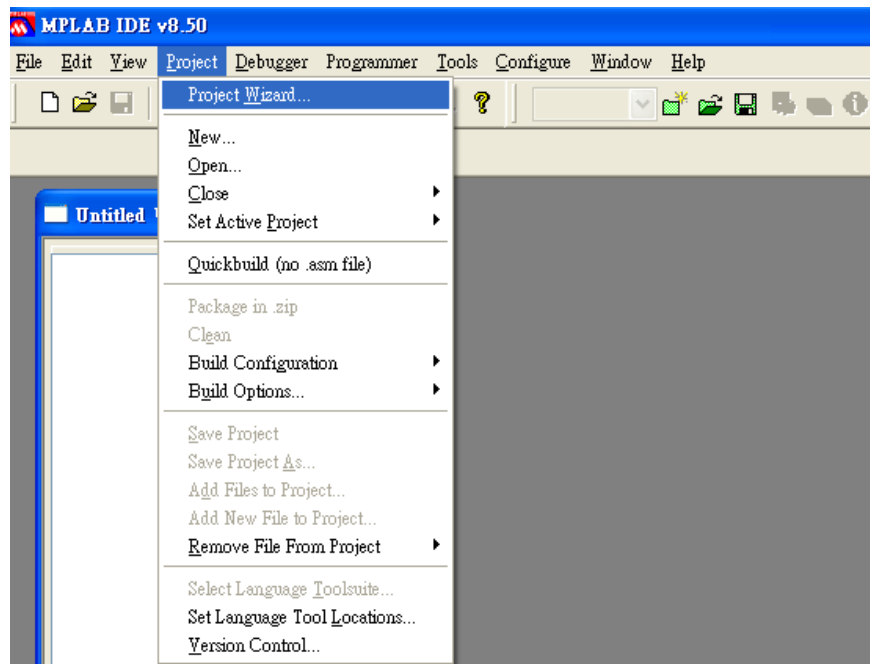 MPLAB IDE v8.50
File Edit View Project Debugger Programmer Tools Configure Window Help
Project Wizard...
New...
Open...
Close
Untitled
Set Active Project
Quickbuild (no .asm file)
Package in .zip
Clean
Build Configuration
Build Options...
Save Project
Save Project As...
Add Files to Project...
Add New File to Project...
Remove File From Project
Select Language Toolsuite...
Set Language Tool Locations...
Version Control...